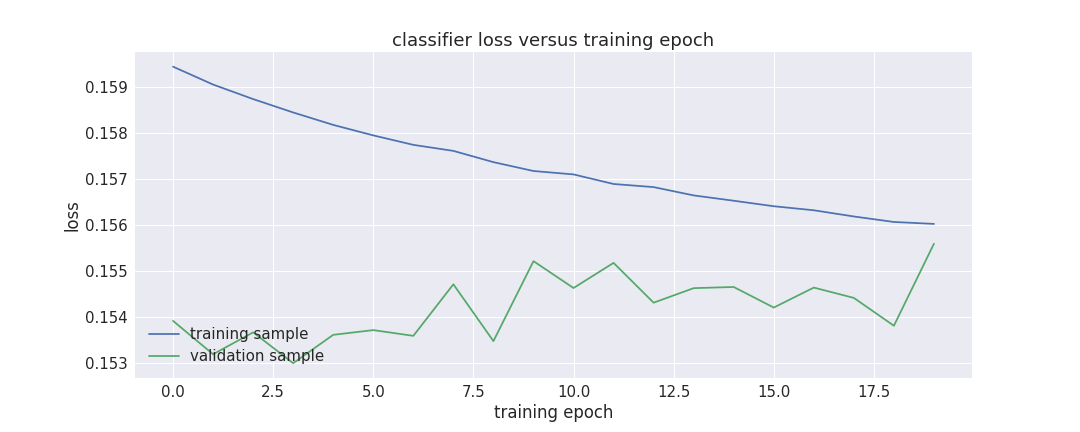 classifier loss versus training epoch
0.159
0.158
0.157
0.156
0.155
0.154
0.153
loss
training sample
validation sample
0.0 2.5 5.0 7.5 10.0 12.5 15.0 17.5
training epoch